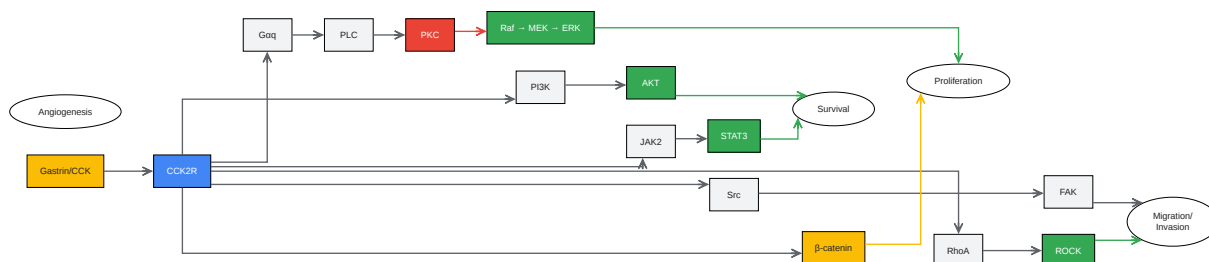 Gαq
PLC
PKC
Raf → MEK → ERK
PI3K
AKT
Proliferation
Angiogenesis
Survival
JAK2
STAT3
Gastrin/CCK
CCK2R
Src
FAK
Migration/
Invasion
β-catenin
RhoA
ROCK